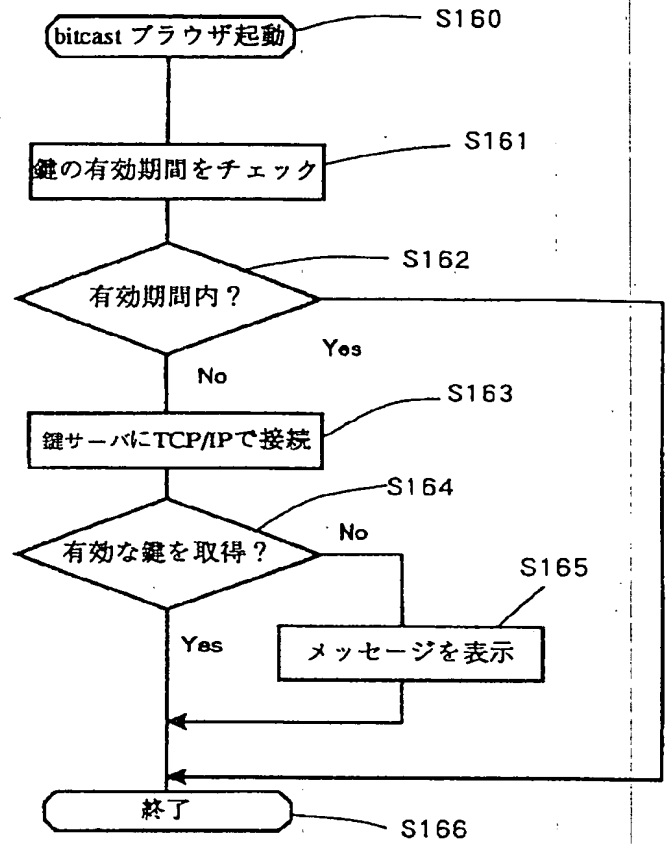 bitcast ブラウザ起動
S160
鍵の有効期間をチェック
S161
有効期間内？
S162
Yes
No
鍵サーバにTCP/IPで接続
S163
有効な鍵を取得？
S164
No
Yes
メッセージを表示
S165
終了
S166